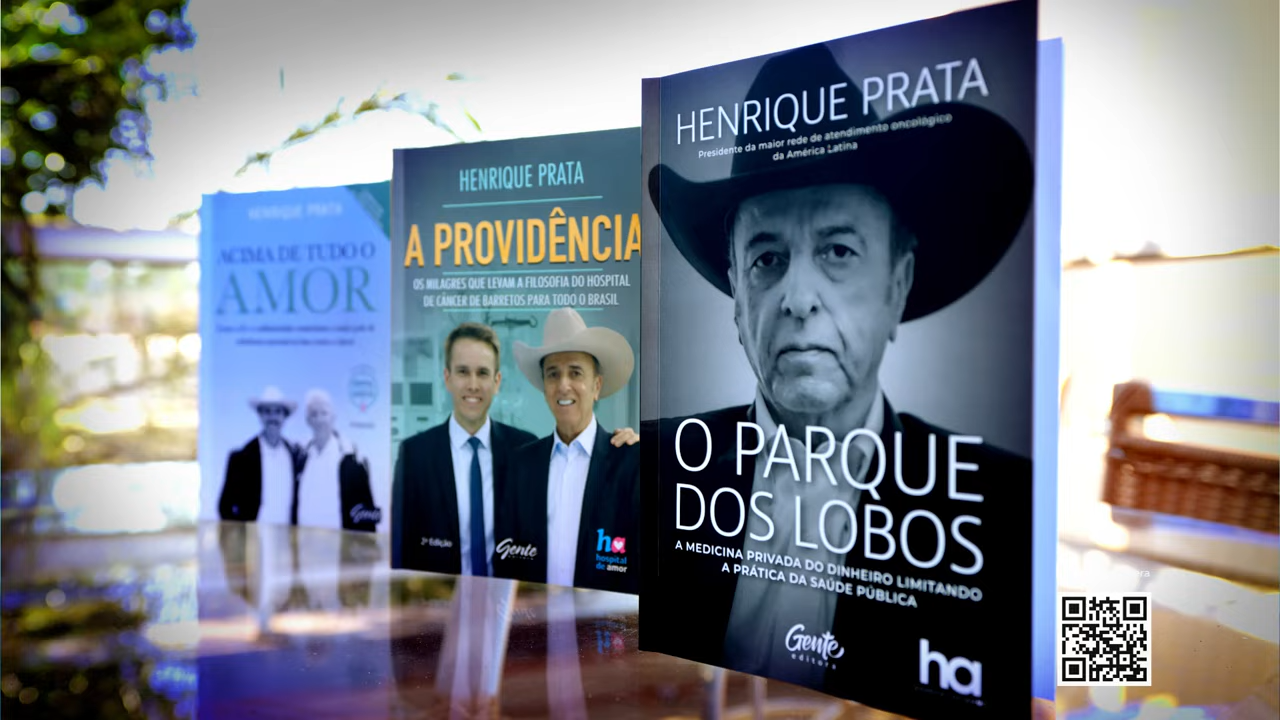 HENRIQUE PRATA
ACIMA DE TUDO O
AMOR
Gente
HENRIQUE PRATA
A PROVIDÊNCIA
OS MILAGRES QUE LEVAM A FILOSOFIA DO HOSPITAL
DE CÂNCER DE BARRETOS PARA TODO O BRASIL
2ª Edição
Gente
editora
ha
hospital
de amor
HENRIQUE PRATA
Presidente da maior rede de atendimento oncológico
da América Latina
O PARQUE
DOS LOBOS
A MEDICINA PRIVADA DO DINHEIRO LIMITANDO
A PRÁTICA DA SAÚDE PÚBLICA
Gente
editora
ha